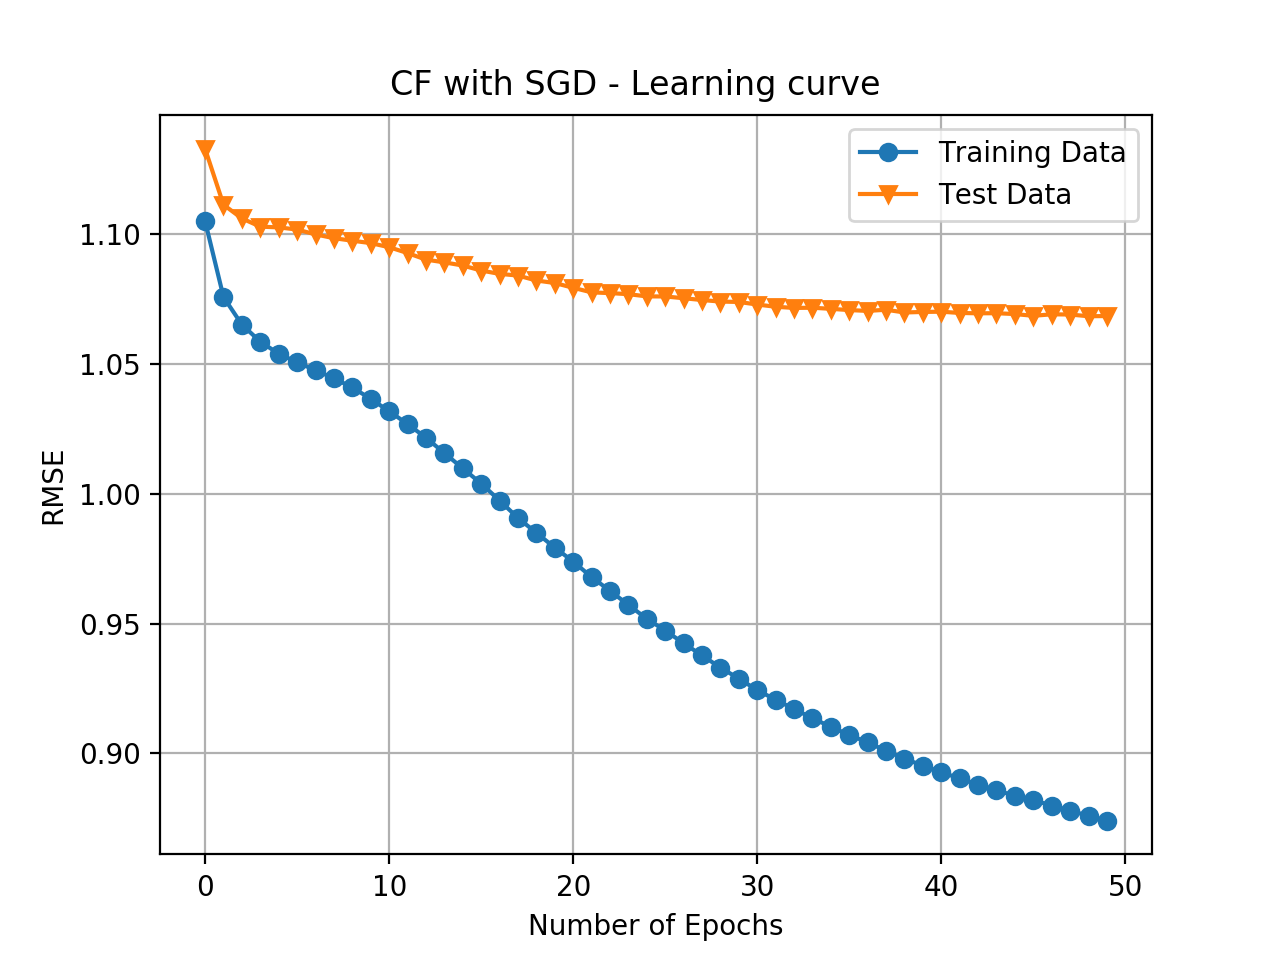 CF with SGD - Learning curve
Training Data
Test Data
1.10
1.05
1.00
0.95
0.90
RMSE
0 10 20 30 40 50
Number of Epochs